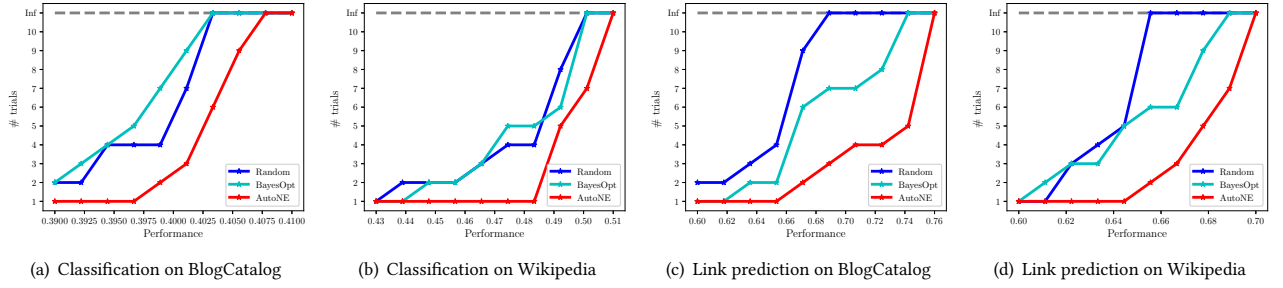 Inf
10
9
8
7
6
5
4
3
2
1
# trials
0.3900 0.3925 0.3950 0.3975 0.4000 0.4025 0.4050 0.4075 0.4100
Performance
Random
BayesOpt
AutoNE
(a) Classification on BlogCatalog
Inf
10
9
8
7
6
5
4
3
2
1
# trials
0.43 0.44 0.45 0.46 0.47 0.48 0.49 0.50 0.51
Performance
Random
BayesOpt
AutoNE
(b) Classification on Wikipedia
Inf
10
9
8
7
6
5
4
3
2
1
# trials
0.60 0.62 0.64 0.66 0.68 0.70 0.72 0.74 0.76
Performance
Random
BayesOpt
AutoNE
(c) Link prediction on BlogCatalog
Inf
10
9
8
7
6
5
4
3
2
1
# trials
0.60 0.62 0.64 0.66 0.68 0.70
Performance
Random
BayesOpt
AutoNE
(d) Link prediction on Wikipedia